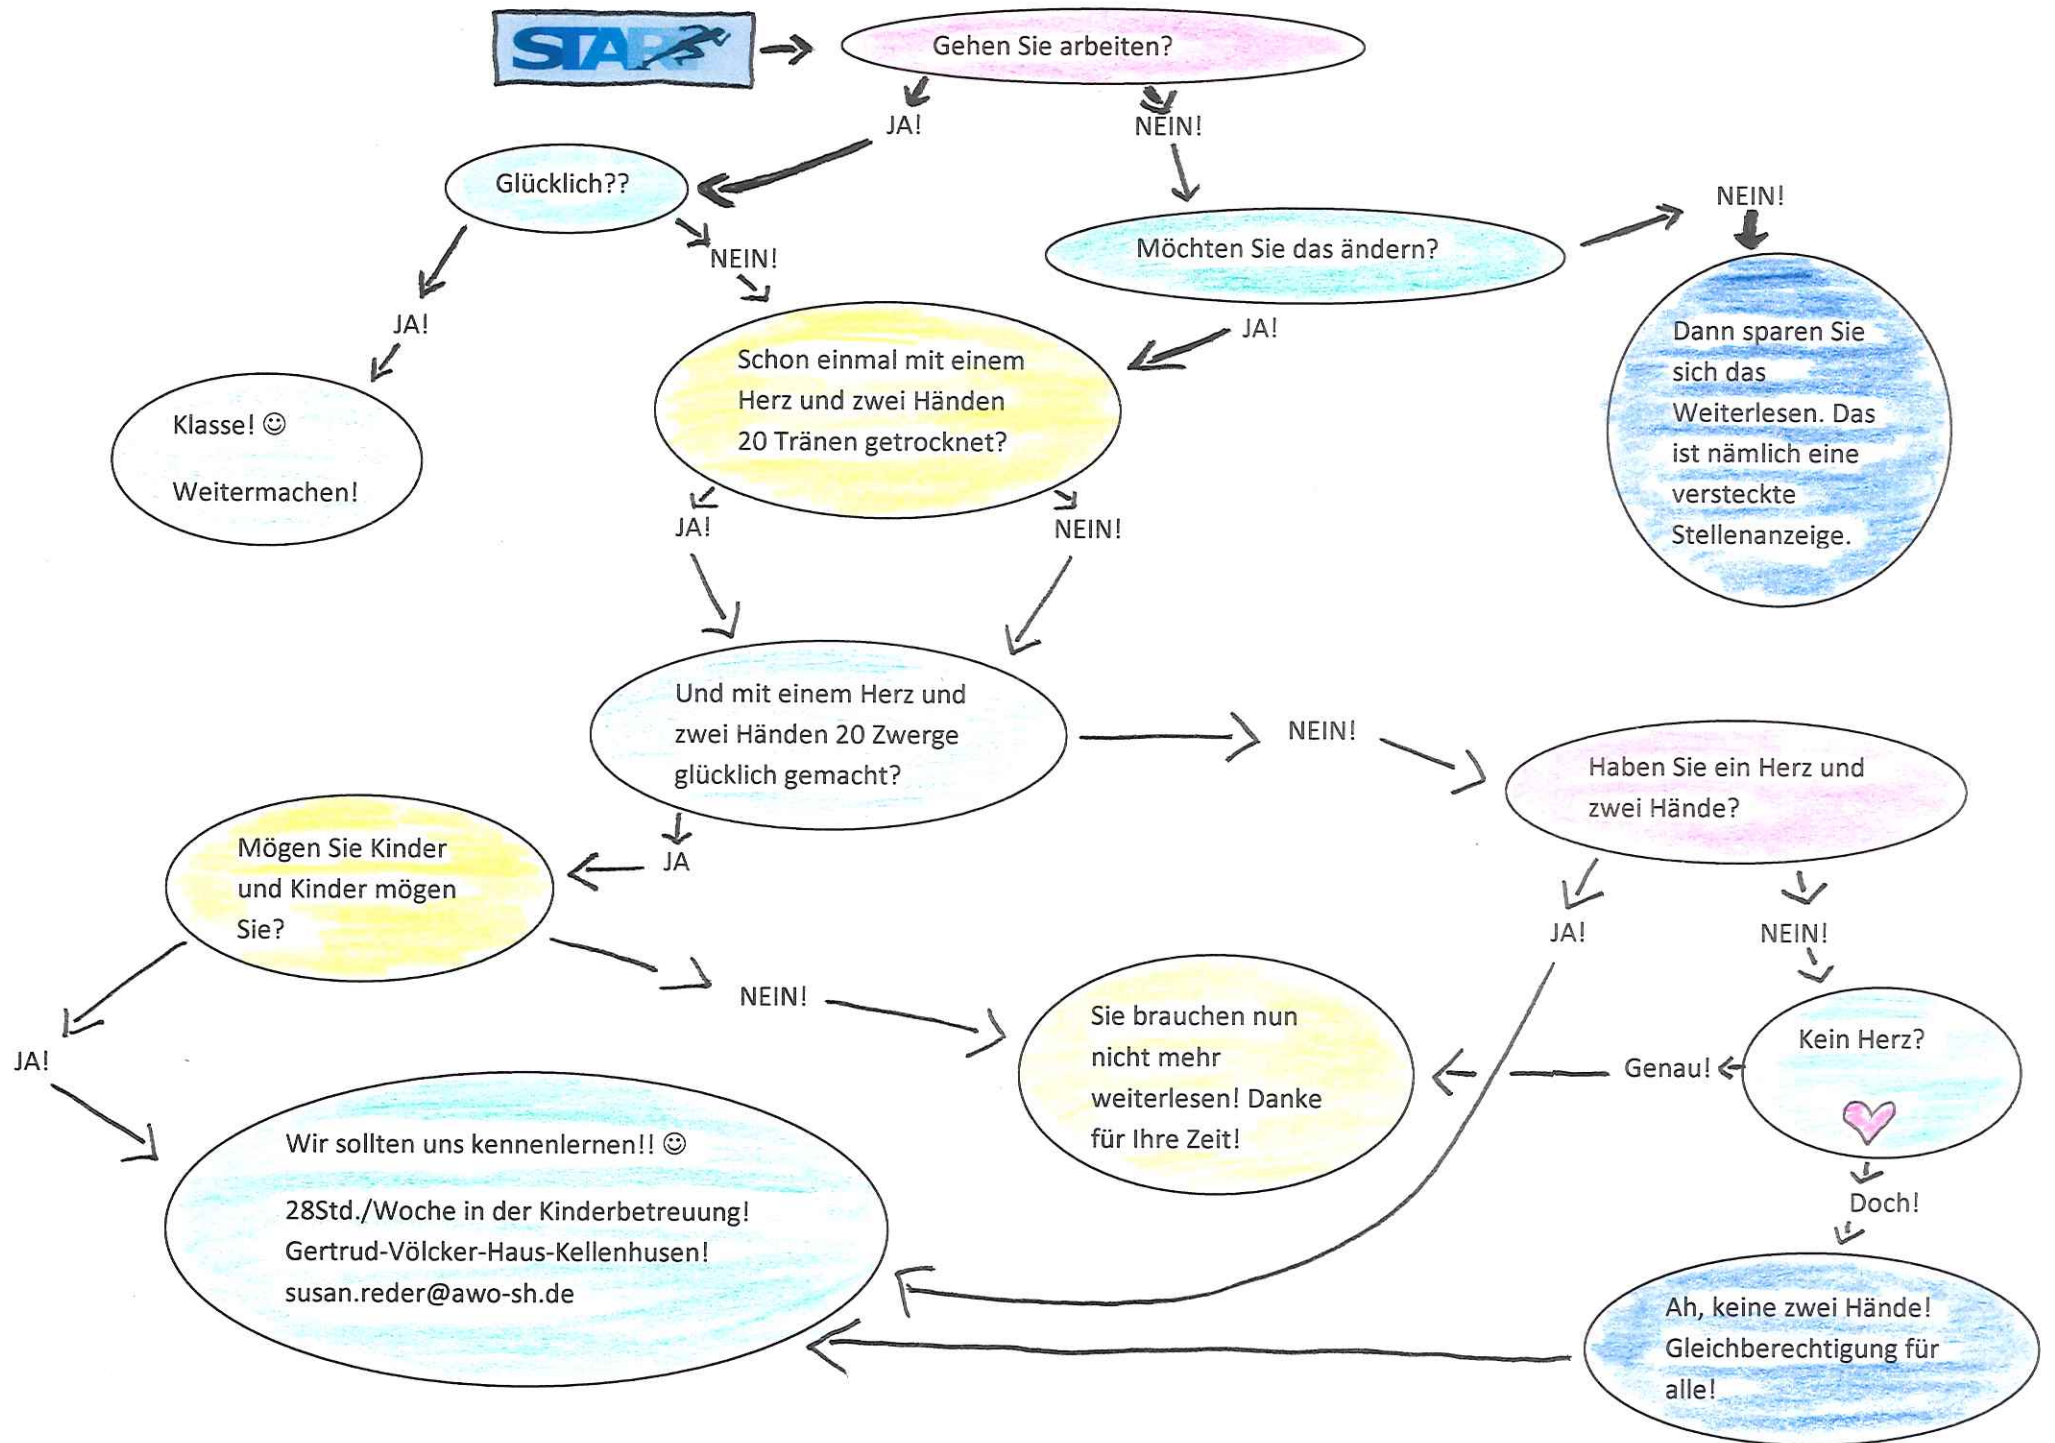 START
Gehen Sie arbeiten?
JA!
NEIN!
Glücklich??
NEIN!
NEIN!
Möchten Sie das ändern?
JA!
JA!
Klasse! ☺
Weitermachen!
Schon einmal mit einem
Herz und zwei Händen
20 Tränen getrocknet?
Dann sparen Sie
sich das
Weiterlesen. Das
ist nämlich eine
versteckte
Stellenanzeige.
JA!
NEIN!
Und mit einem Herz und
zwei Händen 20 Zwerge
glücklich gemacht?
NEIN!
Haben Sie ein Herz und
zwei Hände?
JA
Mögen Sie Kinder
und Kinder mögen
Sie?
JA!
NEIN!
NEIN!
JA!
Sie brauchen nun
nicht mehr
weiterlesen! Danke
für Ihre Zeit!
Genau!
Kein Herz?
Doch!
Wir sollten uns kennenlernen!! ☺
28Std./Woche in der Kinderbetreuung!
Gertrud-Völcker-Haus-Kellenhusen!
susan.reder@awo-sh.de
Ah, keine zwei Hände!
Gleichberechtigung für
alle!